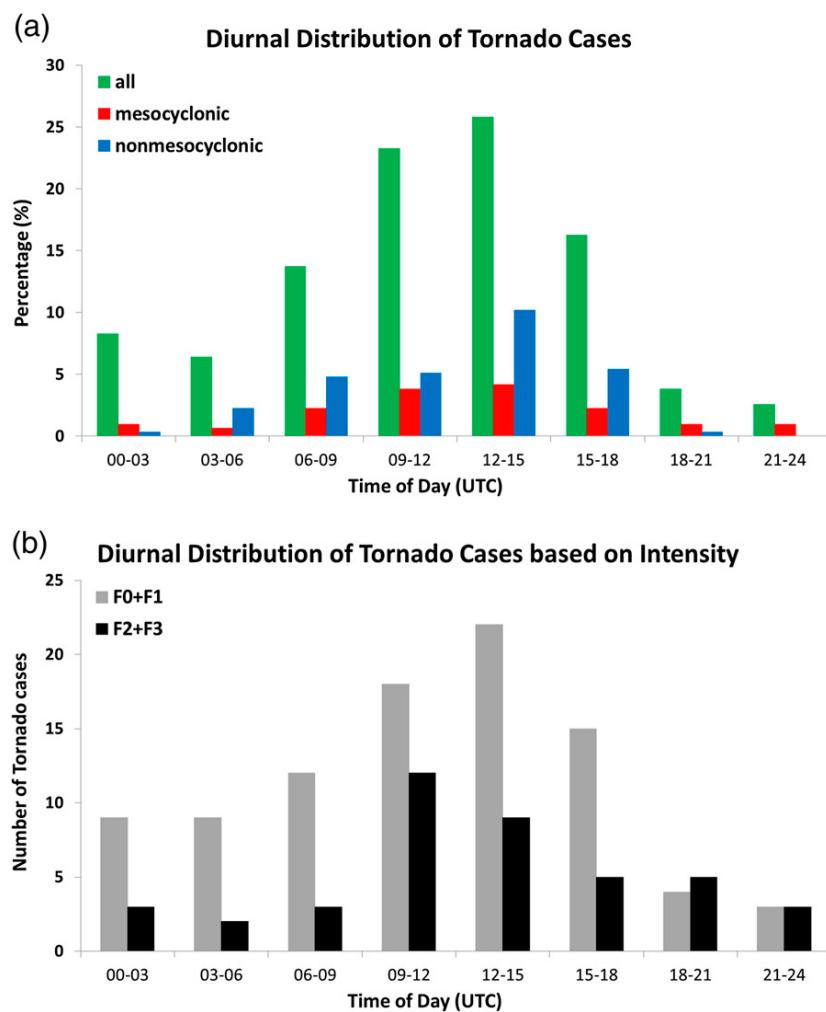 (a)
Diurnal Distribution of Tornado Cases
30
25
20
15
10
5
0
Percentage (%)
all
mesocyclonic
nonmesocyclonic
00-03 03-06 06-09 09-12 12-15 15-18 18-21 21-24
Time of Day (UTC)
(b)
Diurnal Distribution of Tornado Cases based on Intensity
25
20
15
10
5
0
Number of Tornado cases
F0+F1
F2+F3
00-03 03-06 06-09 09-12 12-15 15-18 18-21 21-24
Time of Day (UTC)